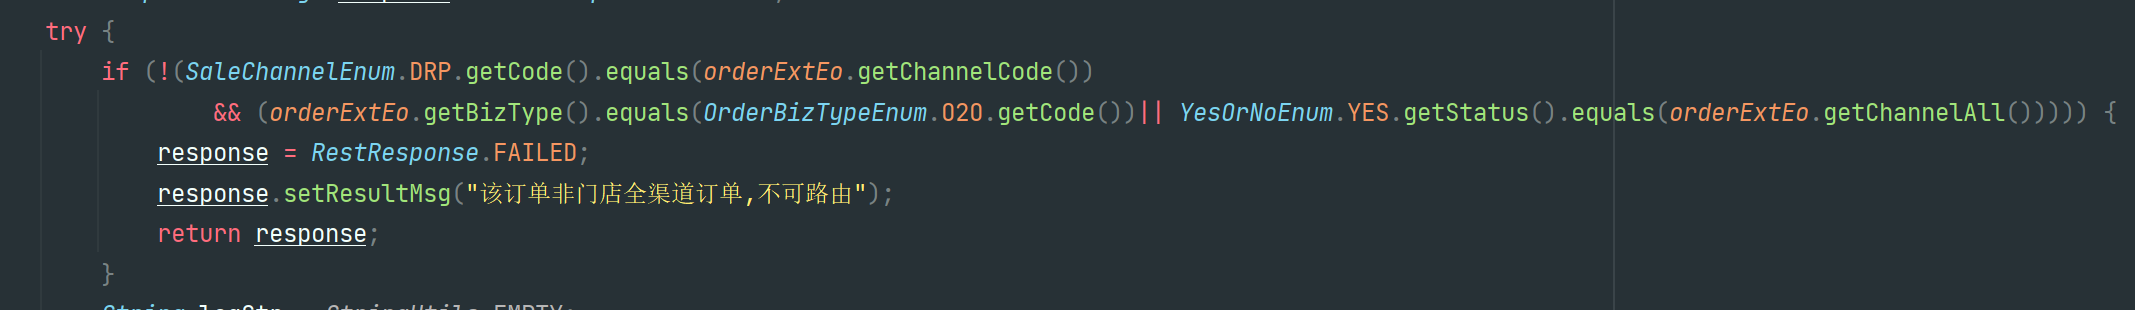 try {
if (!(SaleChannelEnum.DRP.getCode().equals(orderExtEo.getChannelCode())
&& (orderExtEo.getBizType().equals(OrderBizTypeEnum.O2O.getCode())|| YesOrNoEnum.YES.getStatus().equals(orderExtEo.getChannelAll())))) {
response = RestResponse.FAILED;
response.setResultMsg("该订单非门店全渠道订单,不可路由");
return response;
}